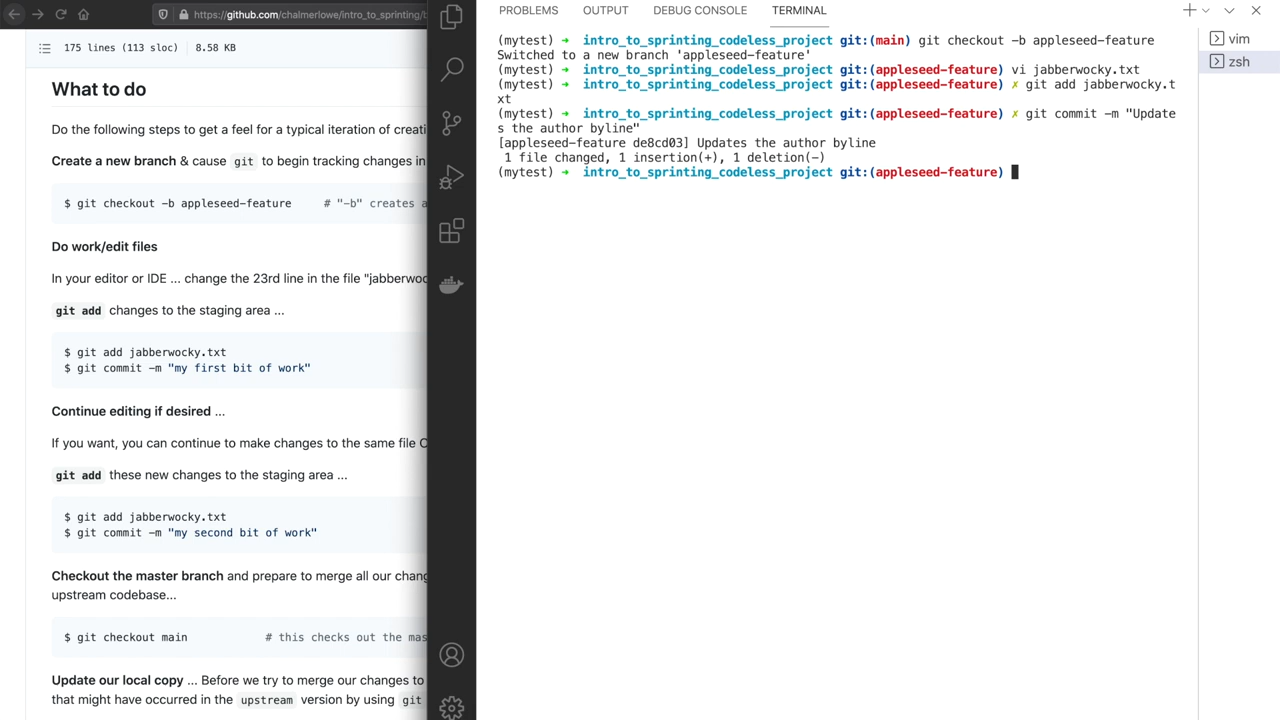 https://github.com/chalmerlowe/intro_to_sprinting/b
175 lines (113 sloc) 8.58 KB
What to do
Do the following steps to get a feel for a typical iteration of creati
Create a new branch & cause git to begin tracking changes in
$ git checkout -b appleseed-feature # "-b" creates a
Do work/edit files
In your editor or IDE ... change the 23rd line in the file "jabberwoc
git add changes to the staging area ...
$ git add jabberwocky.txt
$ git commit -m "my first bit of work"
Continue editing if desired ...
If you want, you can continue to make changes to the same file O
git add these new changes to the staging area ...
$ git add jabberwocky.txt
$ git commit -m "my second bit of work"
Checkout the master branch and prepare to merge all our chang
upstream codebase...
$ git checkout main # this checks out the mas
Update our local copy ... Before we try to merge our changes to
that might have occurred in the upstream version by using git
PROBLEMS OUTPUT DEBUG CONSOLE TERMINAL
(mytest) ➜ intro_to_sprinting_codeless_project git:(main) git checkout -b appleseed-feature
Switched to a new branch 'appleseed-feature'
(mytest) ➜ intro_to_sprinting_codeless_project git:(appleseed-feature) vi jabberwocky.txt
(mytest) ➜ intro_to_sprinting_codeless_project git:(appleseed-feature) ✗ git add jabberwocky.t
xt
(mytest) ➜ intro_to_sprinting_codeless_project git:(appleseed-feature) ✗ git commit -m "Update
s the author byline"
[appleseed-feature de8cd03] Updates the author byline
1 file changed, 1 insertion(+), 1 deletion(-)
(mytest) ➜ intro_to_sprinting_codeless_project git:(appleseed-feature)
vim
zsh